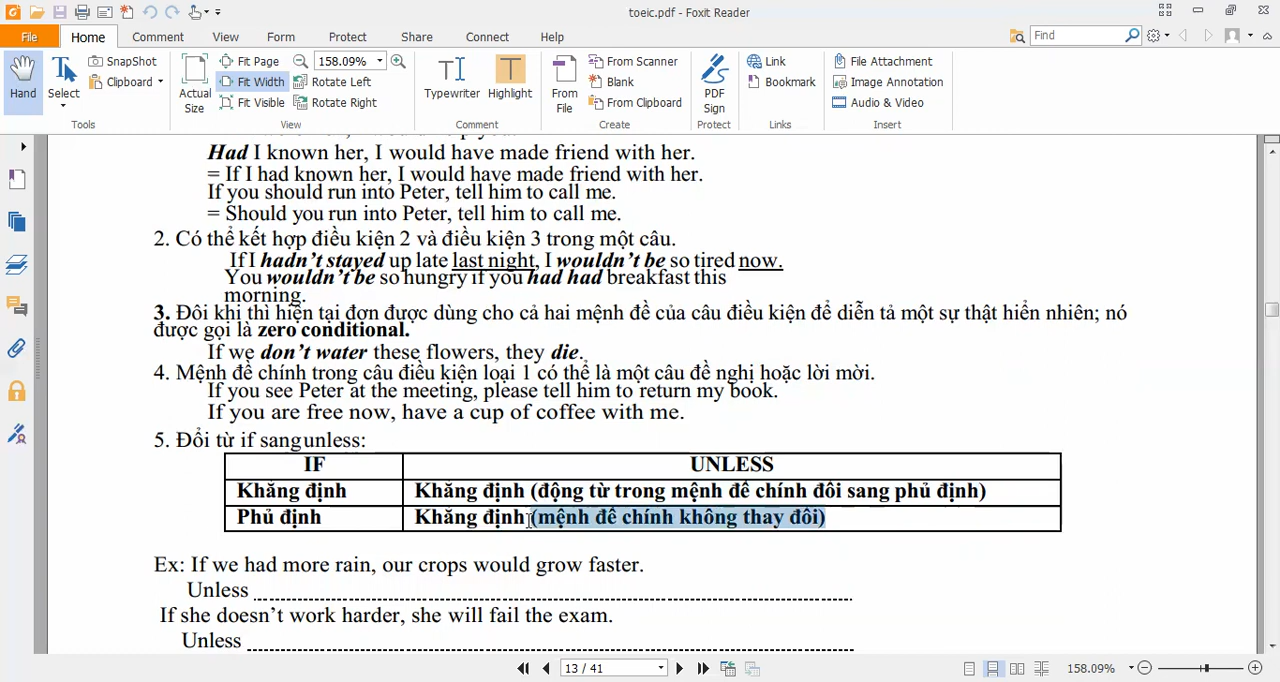 toeic.pdf - Foxit Reader
File Home Comment View Form Protect Share Connect Help Find
Hand Select SnapShot Clipboard Actual Size Fit Page Fit Width Fit Visible 158.09% Rotate Left Rotate Right Typewriter Highlight From File From Scanner Blank From Clipboard PDF Sign Link Bookmark File Attachment Image Annotation Audio & Video
Tools View Comment Create Protect Links Insert
Had I known her, I would have made friend with her.
= If I had known her, I would have made friend with her.
If you should run into Peter, tell him to call me.
= Should you run into Peter, tell him to call me.
2. Có thể kết hợp điều kiện 2 và điều kiện 3 trong một câu.
If I hadn't stayed up late last night, I wouldn't be so tired now.
You wouldn't be so hungry if you had had breakfast this
morning.
3. Đôi khi thì hiện tại đơn được dùng cho cả hai mệnh đề của câu điều kiện để diễn tả một sự thật hiển nhiên; nó
được gọi là zero conditional.
If we don't water these flowers, they die.
4. Mệnh đề chính trong câu điều kiện loại 1 có thể là một câu đề nghị hoặc lời mời.
If you see Peter at the meeting, please tell him to return my book.
If you are free now, have a cup of coffee with me.
5. Đổi từ if sang unless:
IF UNLESS
Khẳng định Khẳng định (động từ trong mệnh đề chính đổi sang phủ định)
Phủ định Khẳng định (mệnh đề chính không thay đổi)
Ex: If we had more rain, our crops would grow faster.
Unless
If she doesn't work harder, she will fail the exam.
Unless
13 / 41 158.09%